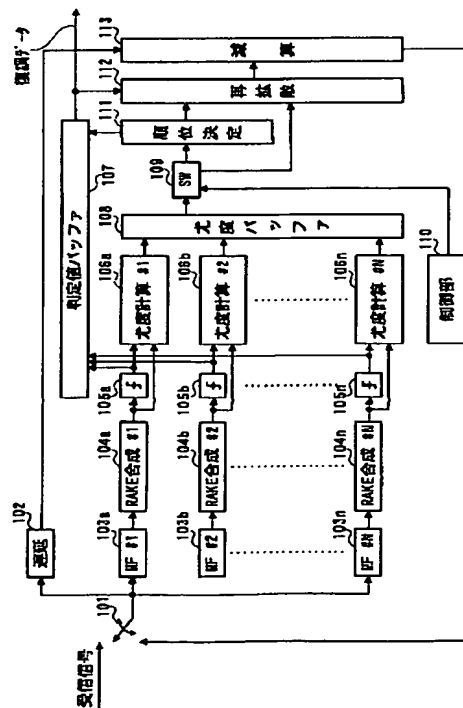 受信信号
101
102
遅延
103a
MF #1
103b
MF #2
103n
MF #N
104a
RAKE合成 #1
104b
RAKE合成 #2
104n
RAKE合成 #N
105a
105b
105n
106a
尤度計算 #1
106b
尤度計算 #2
106n
尤度計算 #N
107
判定値バッファ
108
尤度バッファ
109
SW
110
制御部
111
順位決定
112
再拡散
113
減算
復調データ